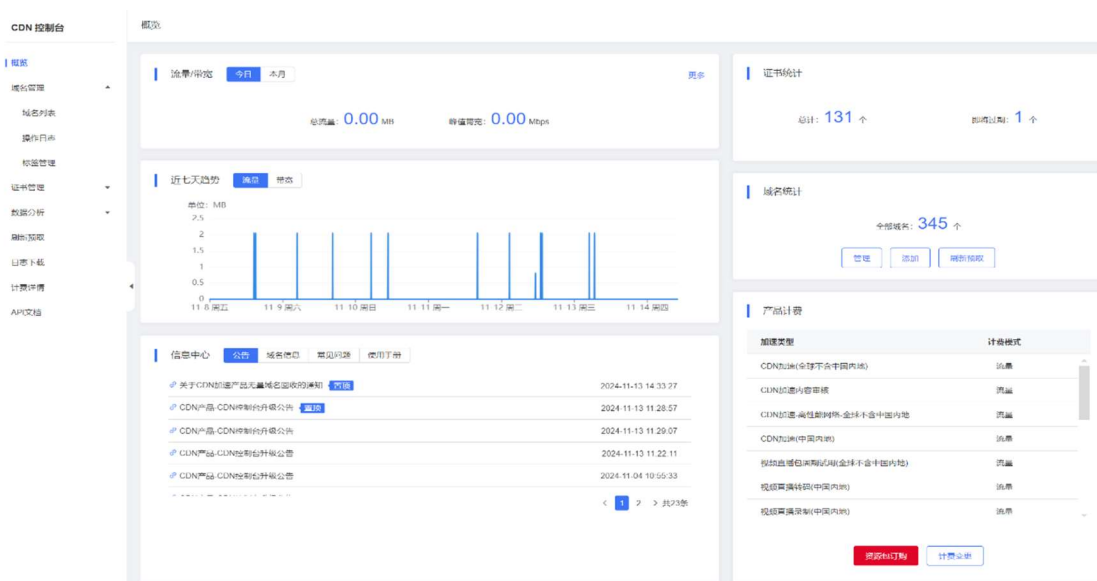 CDN 控制台
概览
概览
域名管理
域名列表
操作日志
标签管理
证书管理
数据分析
刷新预取
日志下载
计费详情
API文档
流量/带宽 今日 本月 更多
总流量: 0.00 MB 峰值带宽: 0.00 Mbps
近七天趋势 流量 带宽
单位: MB
2.5
2
1.5
1
0.5
0
11-8 周五 11-9 周六 11-10 周日 11-11 周一 11-12 周二 11-13 周三 11-14 周四
信息中心 公告 域名信息 常见问题 使用手册
关于CDN加速产品无量域名回收的通知 置顶 2024-11-13 14:33:27
CDN产品-CDN控制台升级公告 置顶 2024-11-13 11:28:57
CDN产品-CDN控制台升级公告 2024-11-13 11:29:07
CDN产品-CDN控制台升级公告 2024-11-13 11:22:11
CDN产品-CDN控制台升级公告 2024-11-04 10:55:33
1 2 共23条
证书统计
总计: 131 个 即将过期: 1 个
域名统计
全部域名: 345 个
管理 添加 刷新预取
产品计费
加速类型 计费模式
CDN加速(全球不含中国内地) 流量
CDN加速内容审核 流量
CDN加速-高性能网络-全球不含中国内地 流量
CDN加速(中国内地) 流量
视频直播包周期试用(全球不含中国内地) 流量
视频直播转码(中国内地) 流量
视频直播录制(中国内地) 流量
资源包订购 计费变更